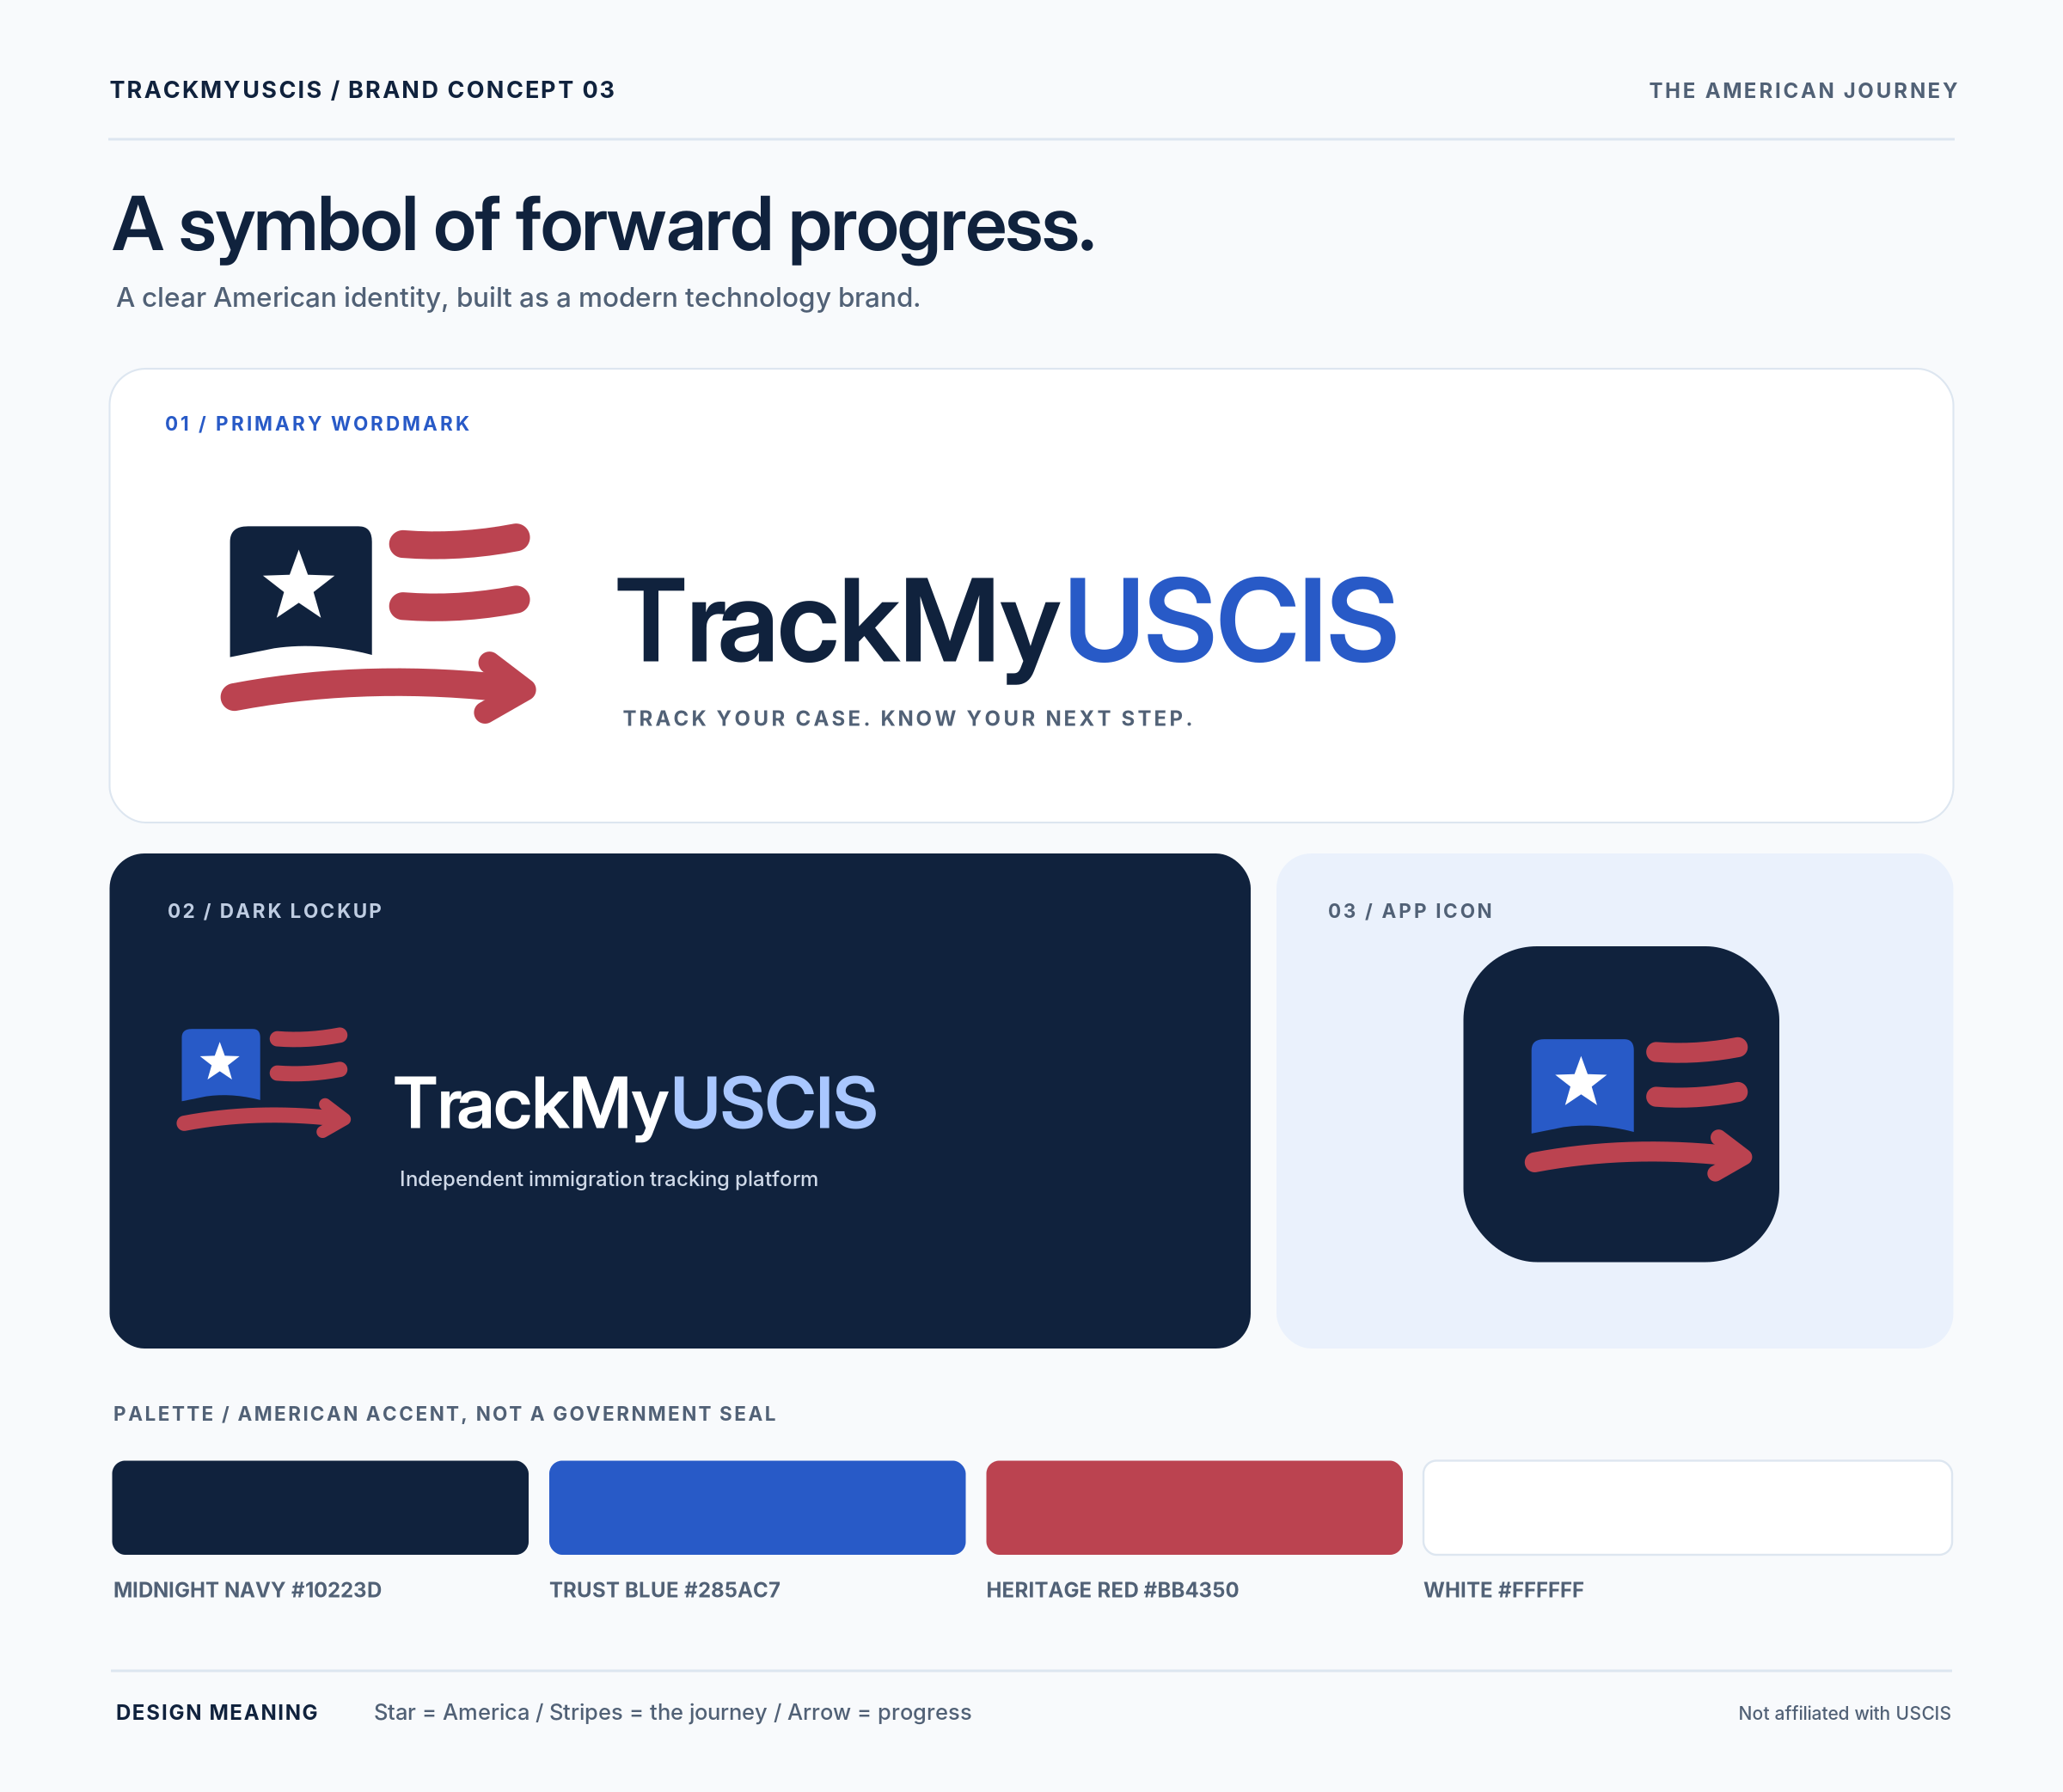 TRACKMYUSCIS / BRAND CONCEPT 03
THE AMERICAN JOURNEY
A symbol of forward progress.
A clear American identity, built as a modern technology brand.
01 / PRIMARY WORDMARK
TrackMyUSCIS
TRACK YOUR CASE. KNOW YOUR NEXT STEP.
02 / DARK LOCKUP
TrackMyUSCIS
Independent immigration tracking platform
03 / APP ICON
PALETTE / AMERICAN ACCENT, NOT A GOVERNMENT SEAL
MIDNIGHT NAVY #10223D
TRUST BLUE #285AC7
HERITAGE RED #BB4350
WHITE #FFFFFF
DESIGN MEANING
Star = America / Stripes = the journey / Arrow = progress
Not affiliated with USCIS